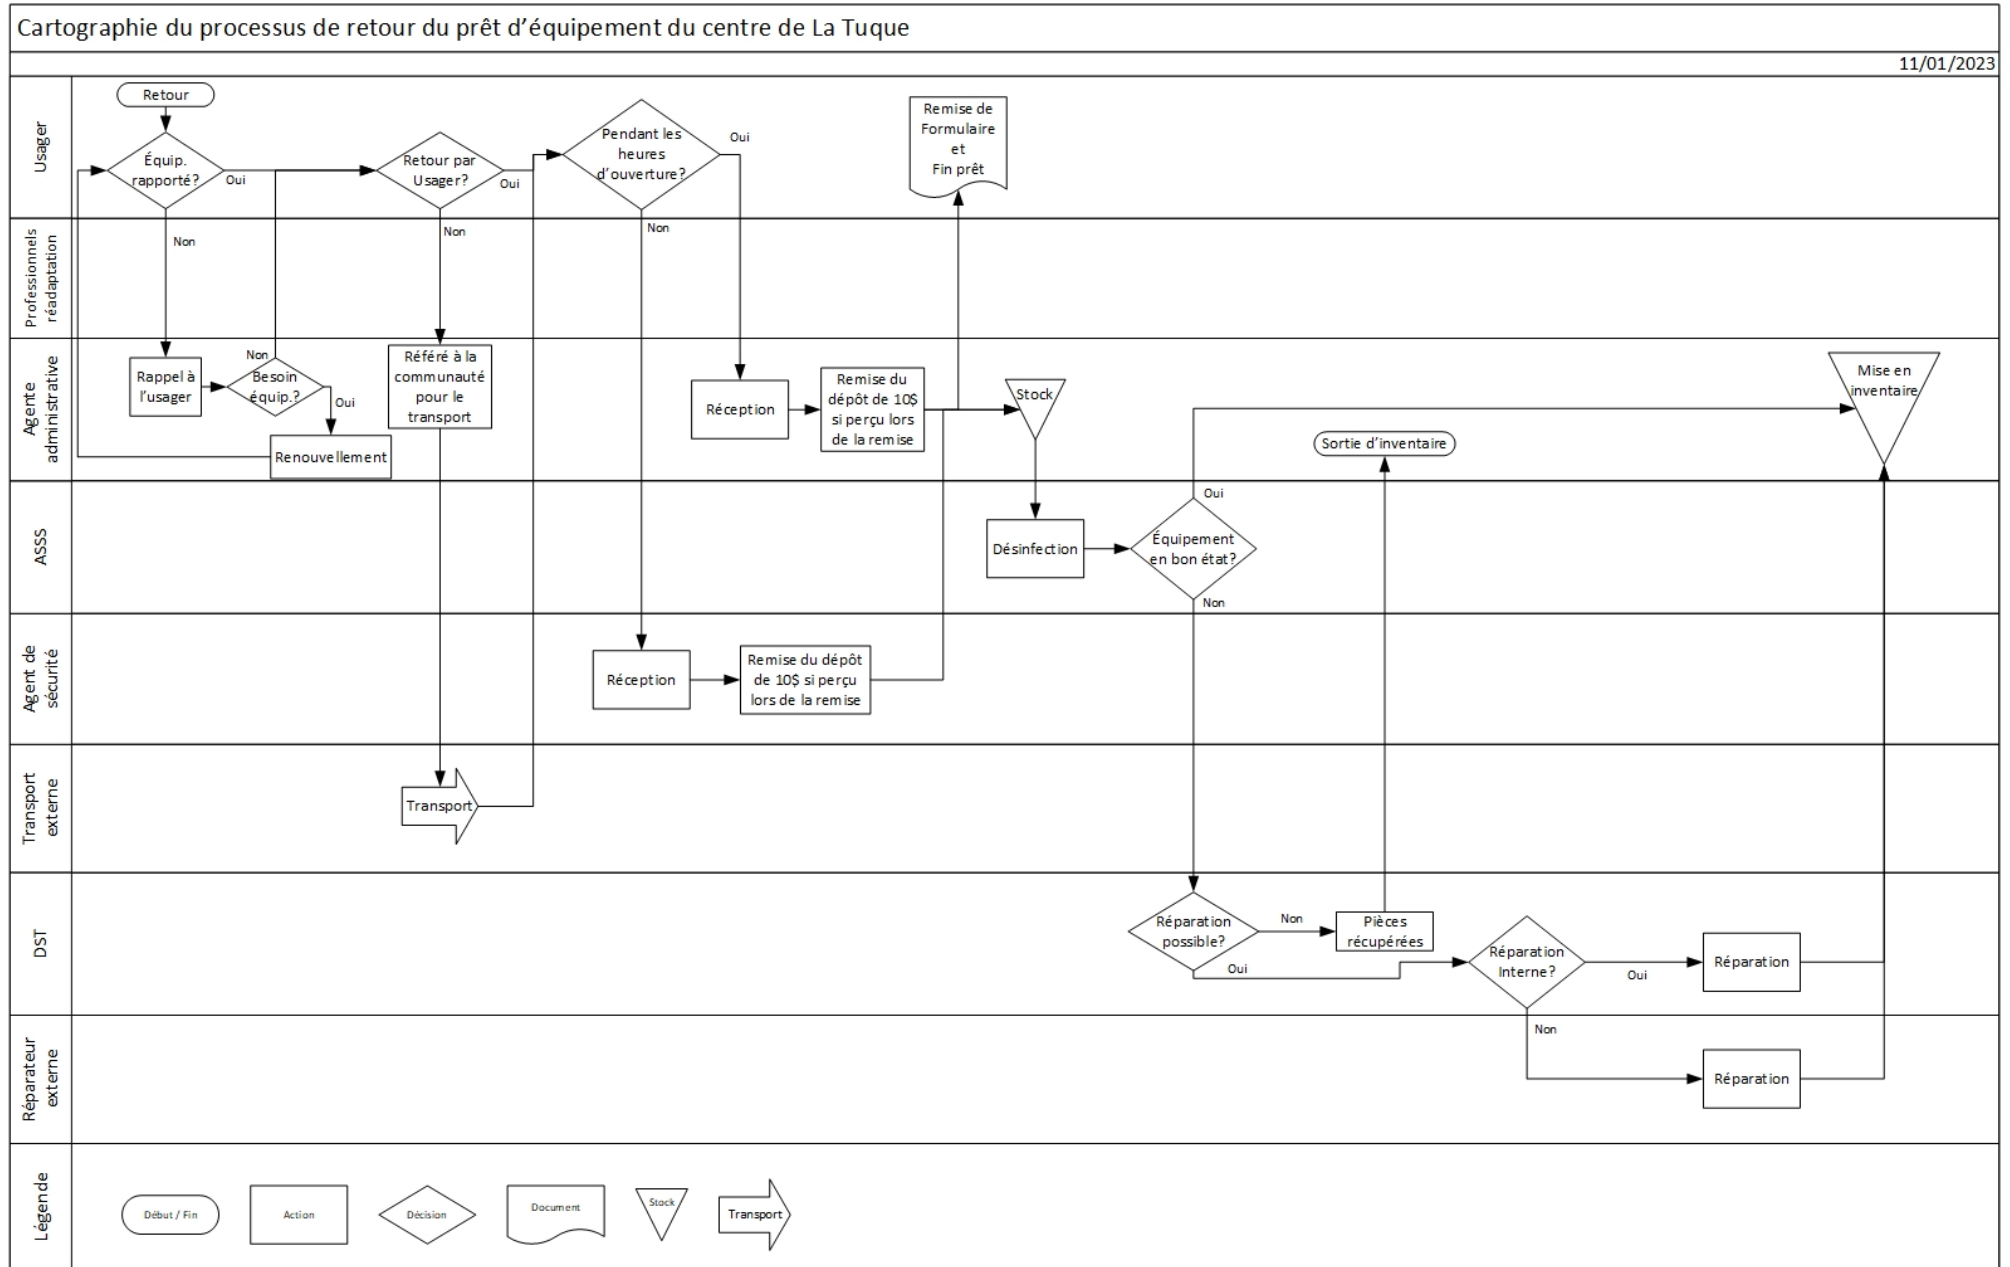 Cartographie du processus de retour du prêt d'équipement du centre de La Tuque
11/01/2023
Usager
Retour
Équip.
rapporté?
Oui
Non
Retour par
Usager?
Oui
Non
Pendant les
heures
d'ouverture?
Oui
Non
Remise de
Formulaire
et
Fin prêt
Professionnels
réadaptation
Agente
administrative
Rappel à
l'usager
Non
Besoin
équip.?
Oui
Renouvellement
Référé à la
communauté
pour le
transport
Réception
Remise du
dépôt de 10$
si perçu lors
de la remise
Stock
Sortie d'inventaire
Mise en
inventaire
ASSS
Désinfection
Oui
Équipement
en bon état?
Non
Agent de
sécurité
Réception
Remise du dépôt
de 10$ si perçu
lors de la remise
Transport
externe
Transport
DST
Réparation
possible?
Non
Oui
Pièces
récupérées
Réparation
Interne?
Oui
Non
Réparation
Réparateur
externe
Réparation
Légende
Début / Fin
Action
Décision
Document
Stock
Transport